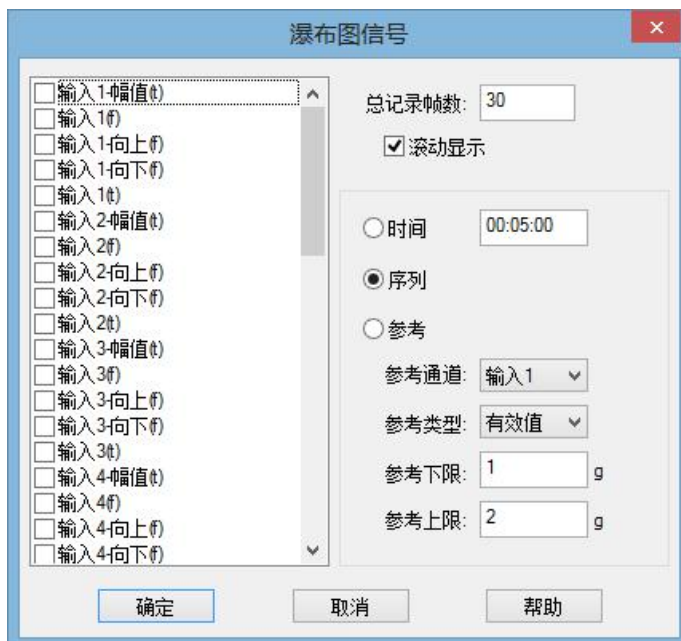 瀑布图信号
输入1-幅值(t)
输入1(f)
输入1-向上(f)
输入1-向下(f)
输入1(t)
输入2-幅值(t)
输入2(f)
输入2-向上(f)
输入2-向下(f)
输入2(t)
输入3-幅值(t)
输入3(f)
输入3-向上(f)
输入3-向下(f)
输入3(t)
输入4-幅值(t)
输入4(f)
输入4-向上(f)
输入4-向下(f)
总记录帧数: 30
滚动显示
时间 00:05:00
序列
参考
参考通道: 输入1
参考类型: 有效值
参考下限: 1 g
参考上限: 2 g
确定 取消 帮助